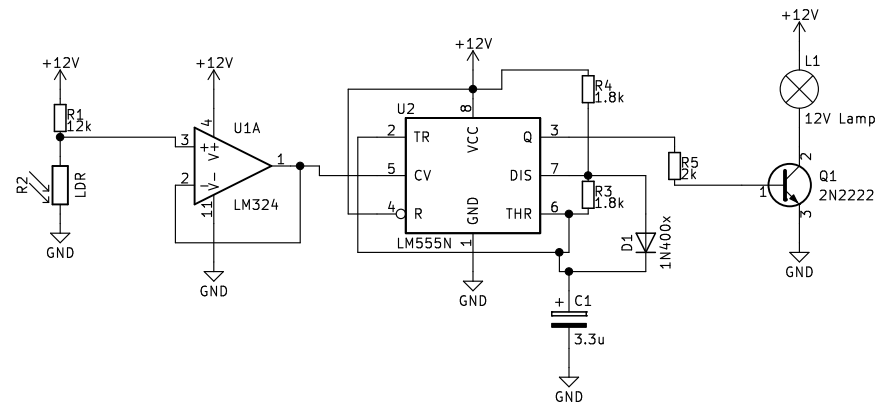 +12V
R1
12k
R2
LDR
GND
+12V
4
3
+
V+
U1A
1
2
−
V−
LM324
11
GND
+12V
U2
8
VCC
2
TR
Q
3
5
CV
DIS
7
4
R
GND
THR
6
LM555N
1
GND
R4
1.8k
R3
1.8k
D1
1N400x
+
C1
3.3u
GND
R5
2k
+12V
L1
12V Lamp
2
Q1
1
2N2222
3
GND